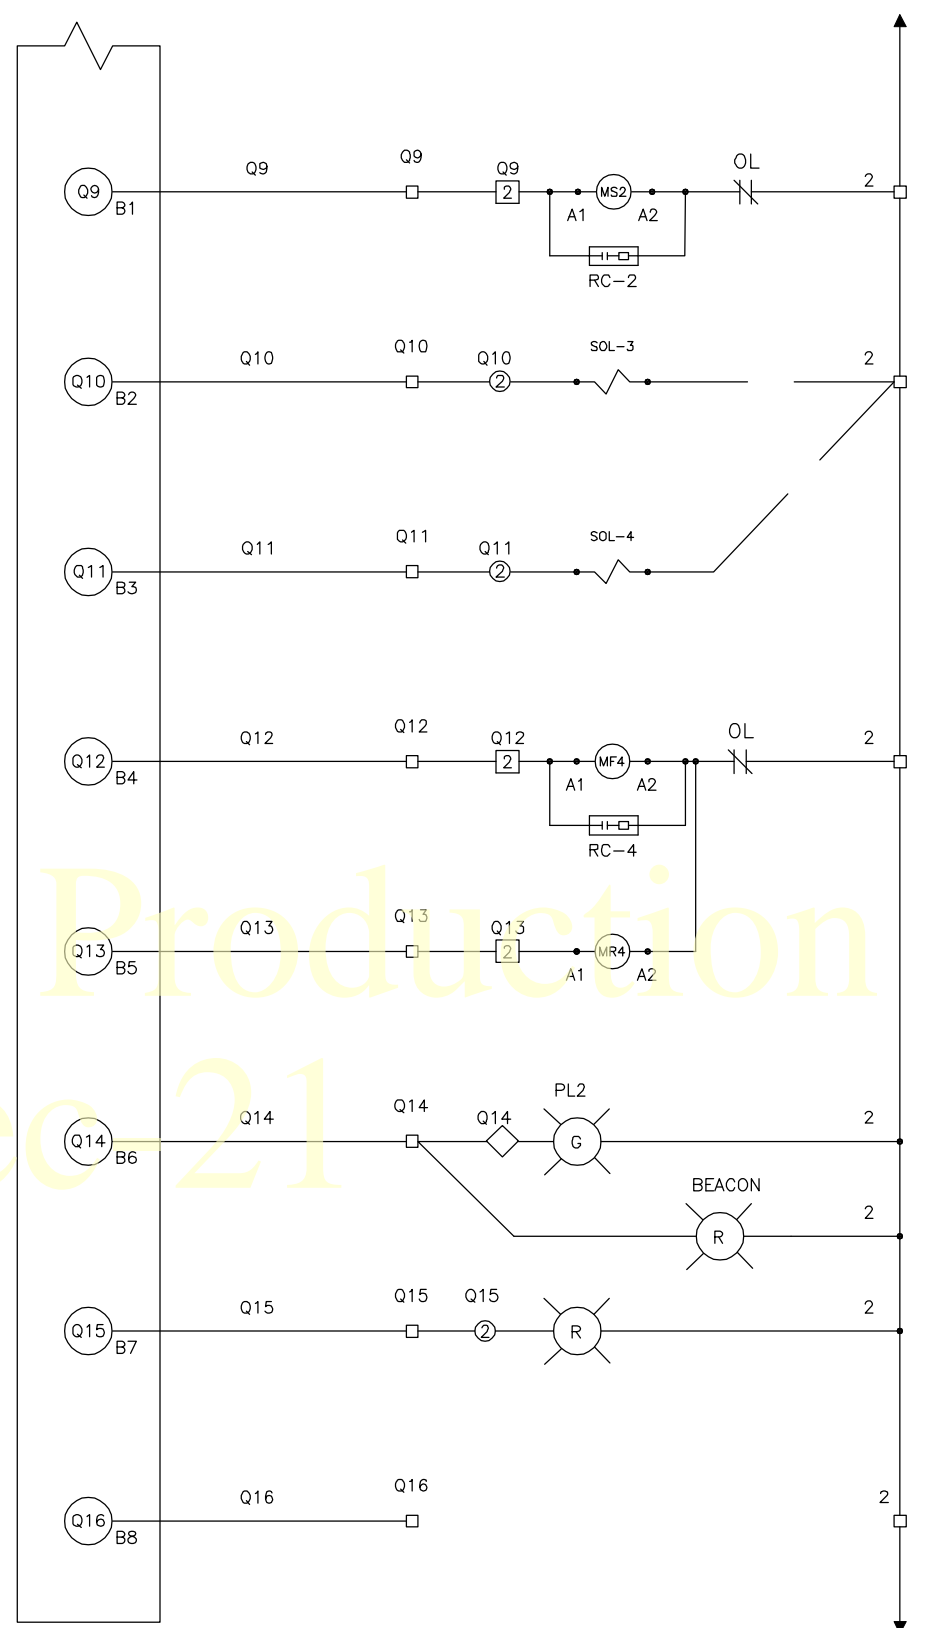 Q9 Q9 Q9 OL 2
Q9 2 MS2
B1 A1 A2
RC-2
Q10 Q10 Q10 SOL-3 2
Q10 2
B2
Q11 Q11 Q11 SOL-4
Q11 2
B3
Q12 Q12 Q12 OL 2
Q12 2 MF4
B4 A1 A2
RC-4
Production
Q13 Q13 Q13
Q13 2 MR4
B5 A1 A2
ec-21
PL2
Q14 Q14 Q14 2
Q14 G
B6
BEACON
2
R
Q15 Q15 Q15 2
Q15 2 R
B7
Q16 Q16 2
Q16
B8